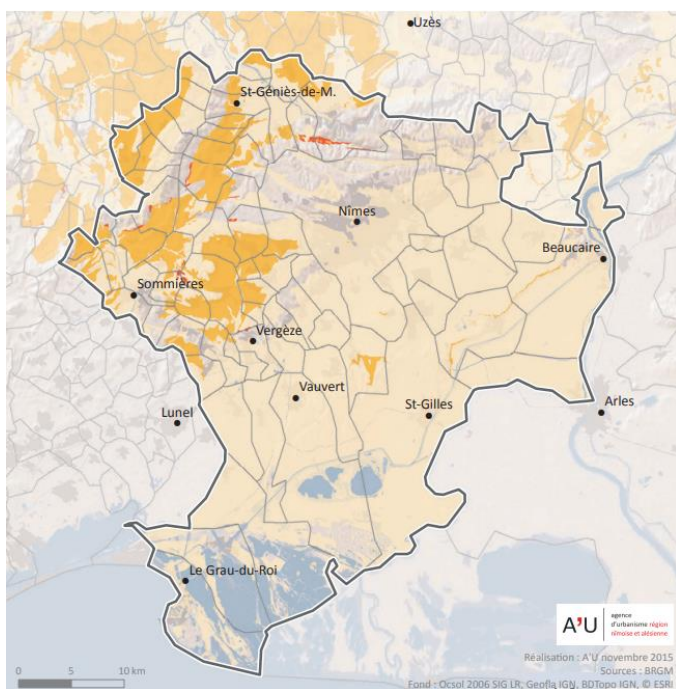 Uzès
St-Géniès-de-M.
Nîmes
Beaucaire
Sommières
Vergèze
Vauvert
St-Gilles
Lunel
Arles
Le Grau-du-Roi
A'U
agence
d'urbanisme région
nîmoise et alésienne
Réalisation : A'U novembre 2015
Sources : BRGM
Fond : Ocsol 2006 SIG LR, Geofla IGN, BDTopo IGN, © ESRI
0 5 10 km